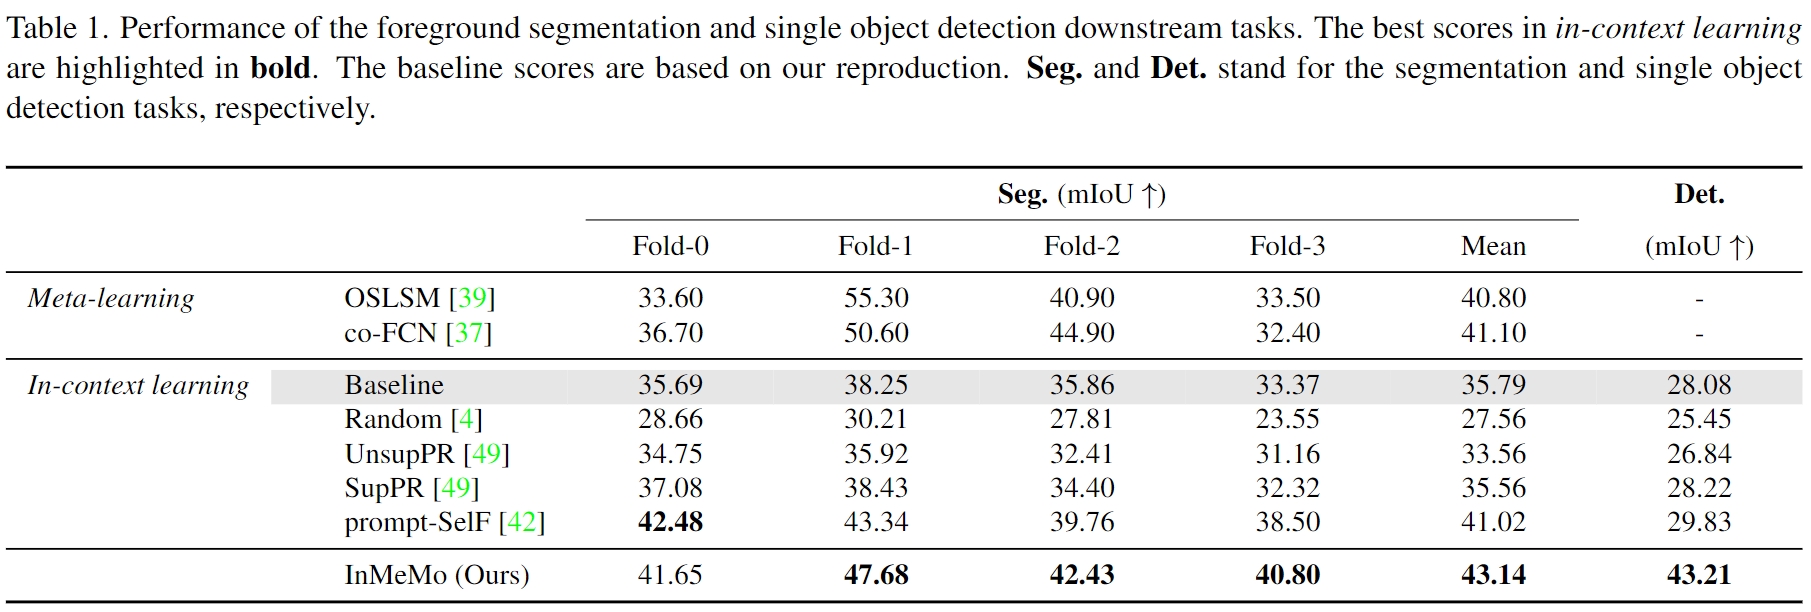 Table 1. Performance of the foreground segmentation and single object detection downstream tasks. The best scores in in-context learning
are highlighted in bold. The baseline scores are based on our reproduction. Seg. and Det. stand for the segmentation and single object
detection tasks, respectively.
Seg. (mIoU ↑) Det.
Fold-0 Fold-1 Fold-2 Fold-3 Mean (mIoU ↑)
Meta-learning OSLSM [39] 33.60 55.30 40.90 33.50 40.80 -
co-FCN [37] 36.70 50.60 44.90 32.40 41.10 -
In-context learning Baseline 35.69 38.25 35.86 33.37 35.79 28.08
Random [4] 28.66 30.21 27.81 23.55 27.56 25.45
UnsupPR [49] 34.75 35.92 32.41 31.16 33.56 26.84
SupPR [49] 37.08 38.43 34.40 32.32 35.56 28.22
prompt-SelF [42] 42.48 43.34 39.76 38.50 41.02 29.83
InMeMo (Ours) 41.65 47.68 42.43 40.80 43.14 43.21